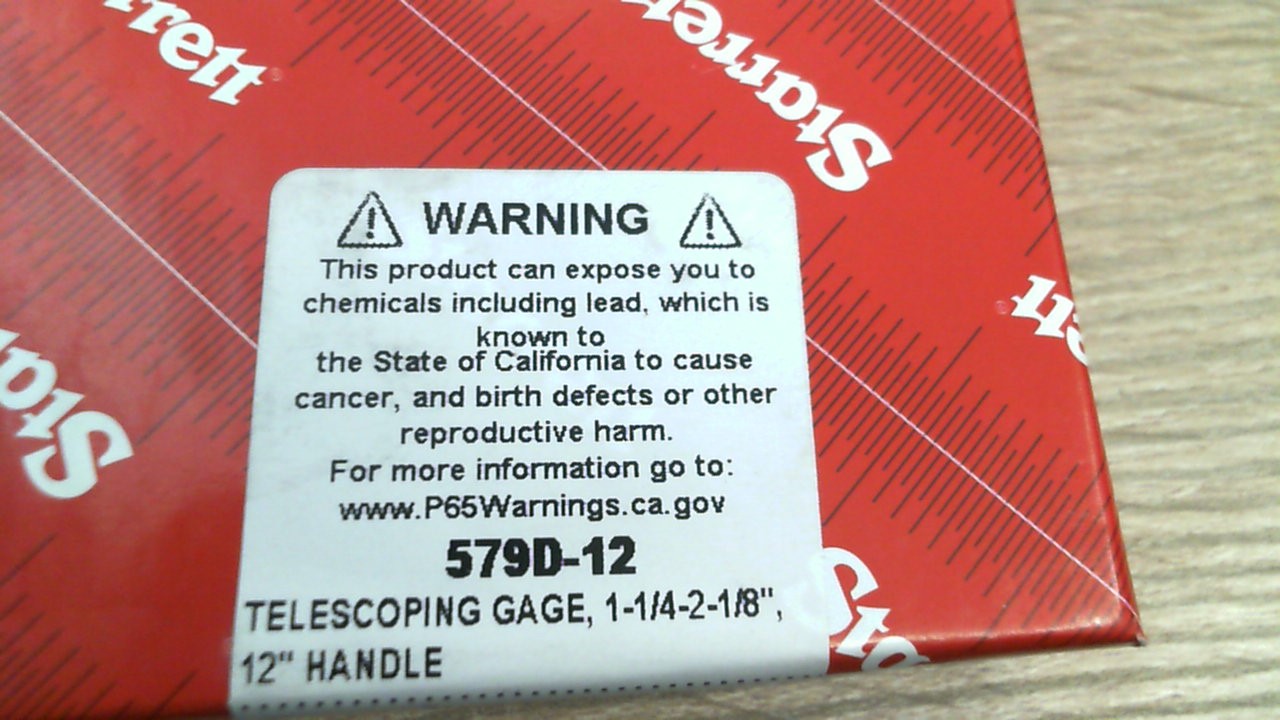 Starrett
WARNING
This product can expose you to
chemicals including lead, which is
known to
the State of California to cause
cancer, and birth defects or other
reproductive harm.
For more information go to:
www.P65Warnings.ca.gov
579D-12
TELESCOPING GAGE, 1-1/4-2-1/8",
12" HANDLE